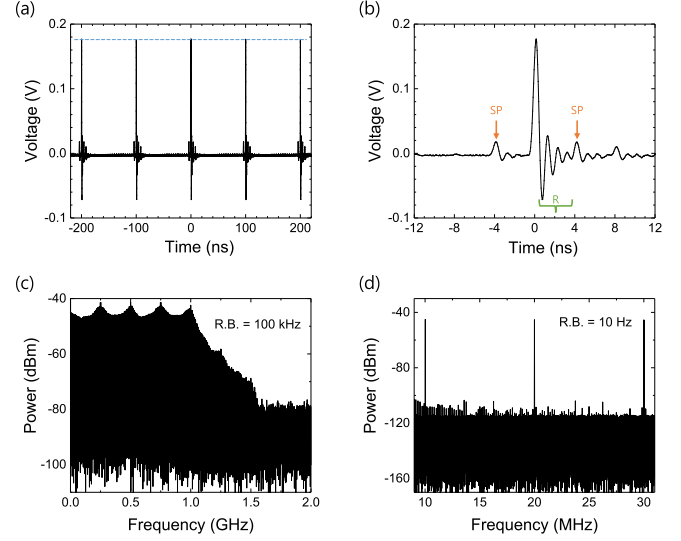 (a)
0.2
0.1
0.0
-0.1
Voltage (V)
-200 -100 0 100 200
Time (ns)
(b)
0.2
0.1
0.0
-0.1
Voltage (V)
SP
SP
R
-12 -8 -4 0 4 8 12
Time (ns)
(c)
-40
-60
-80
-100
Power (dBm)
R.B. = 100 kHz
0.0 0.5 1.0 1.5 2.0
Frequency (GHz)
(d)
-40
-80
-120
-160
Power (dBm)
R.B. = 10 Hz
10 15 20 25 30
Frequency (MHz)